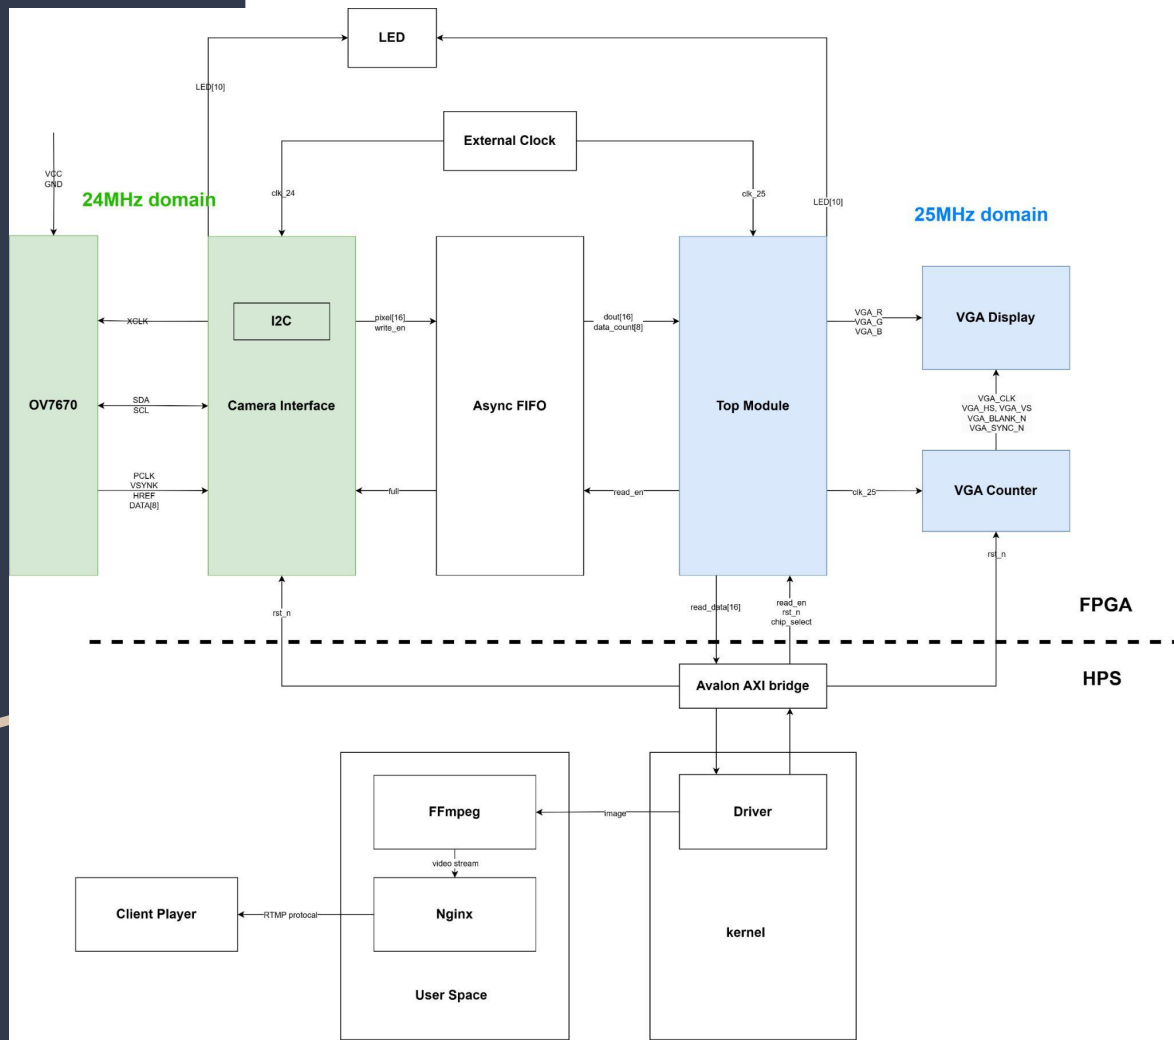 LED
LED[10]
External Clock
VCC
GND
24MHz domain
clk_24
clk_25
LED[10]
25MHz domain
I2C
XCLK
pixel[16]
write_en
dout[16]
data_count[8]
VGA_R
VGA_G
VGA_B
VGA Display
OV7670
SDA
SCL
Camera Interface
Async FIFO
Top Module
VGA_CLK
VGA_HS, VGA_VS
VGA_BLANK_N
VGA_SYNC_N
PCLK
VSYNK
HREF
DATA[8]
full
read_en
clk_25
VGA Counter
rst_n
rst_n
read_data[16]
read_en
rst_n
chip_select
FPGA
HPS
Avalon AXI bridge
FFmpeg
image
Driver
video stream
Client Player
RTMP protocal
Nginx
kernel
User Space